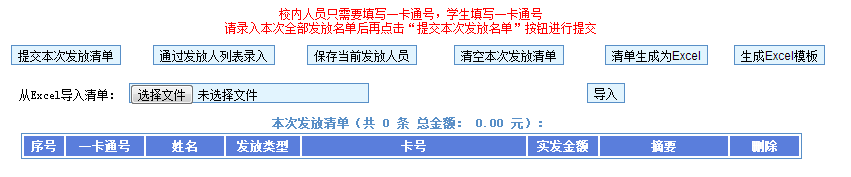 校内人员只需要填写一卡通号，学生填写一卡通号
请录入本次全部发放名单后再点击“提交本次发放名单”按钮进行提交
提交本次发放清单 通过发放人列表录入 保存当前发放人员 清空本次发放清单 清单生成为Excel 生成Excel模板
从Excel导入清单: 选择文件 未选择文件 导入
本次发放清单（共 0 条 总金额： 0.00 元）:
序号 一卡通号 姓名 发放类型 卡号 实发金额 摘要 删除